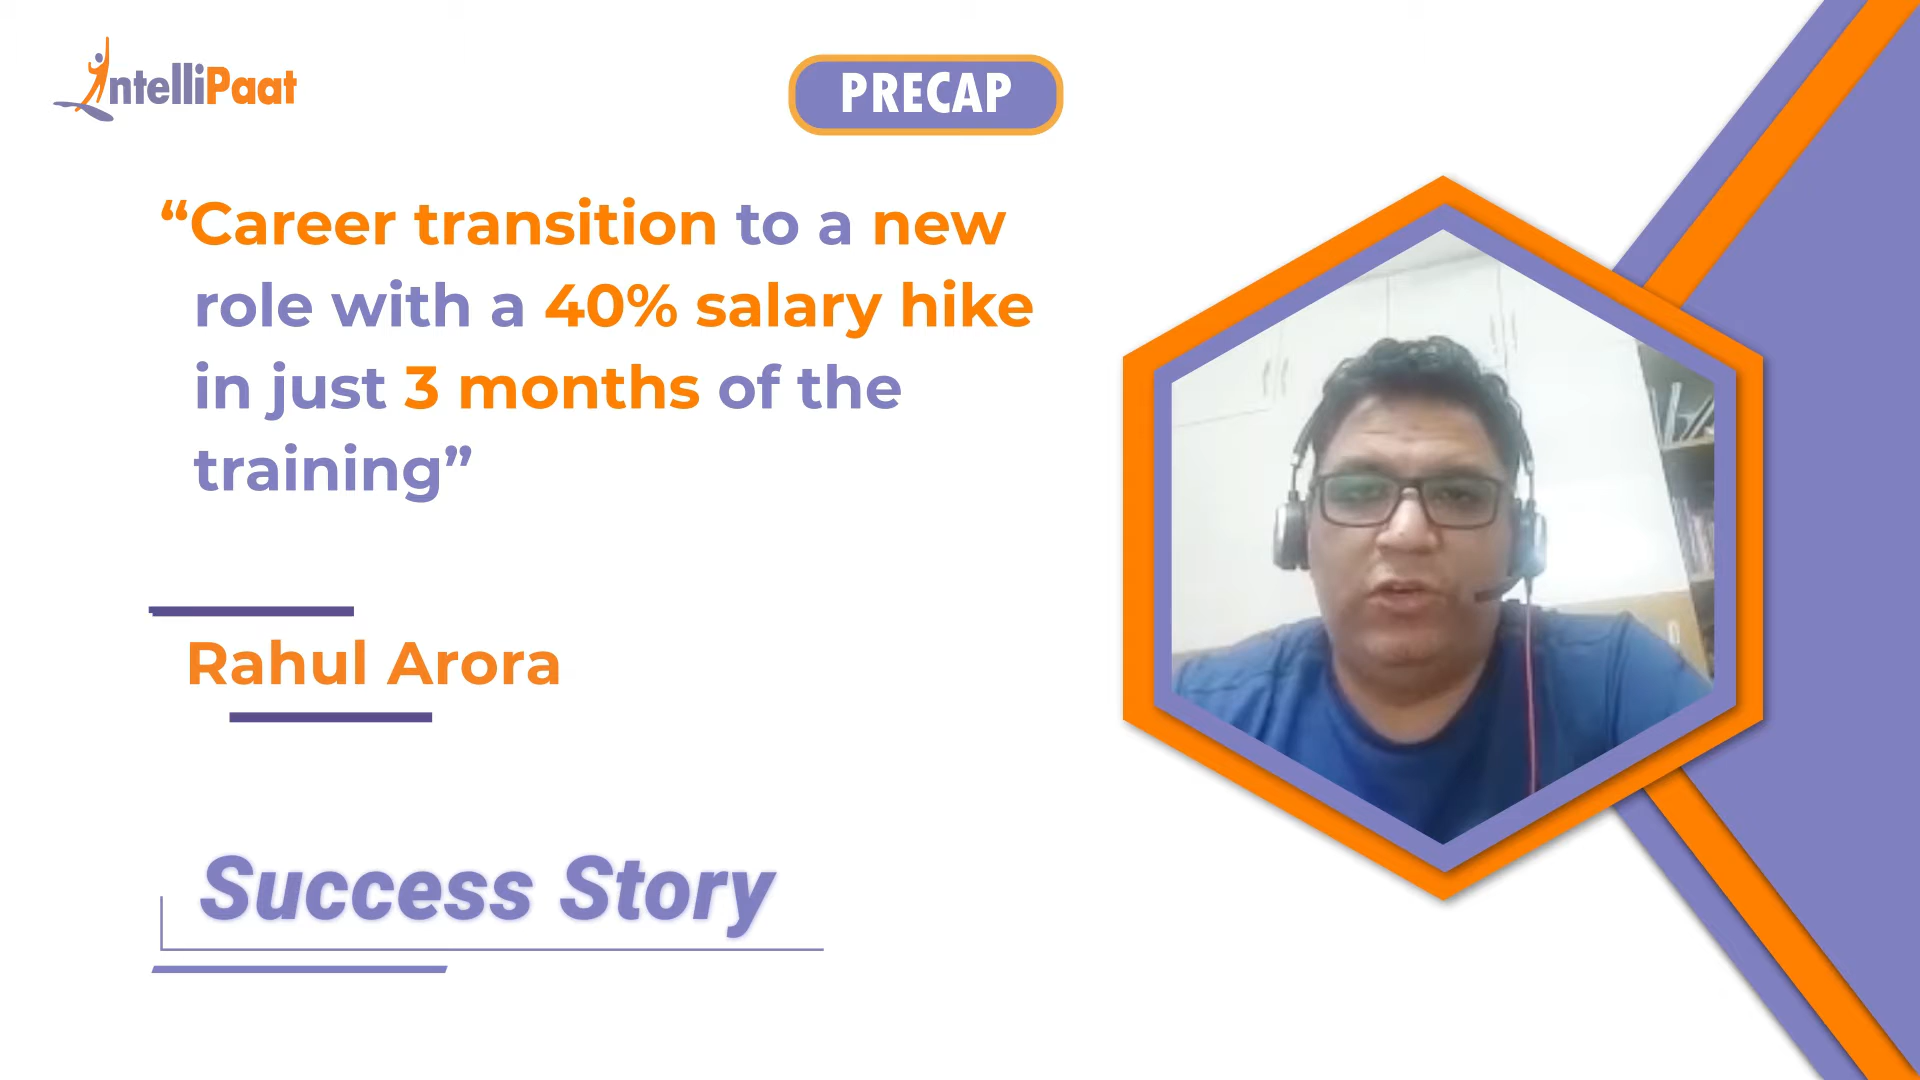 IntelliPaat
PRECAP
“Career transition to a new
role with a 40% salary hike
in just 3 months of the
training”
Rahul Arora
Success Story